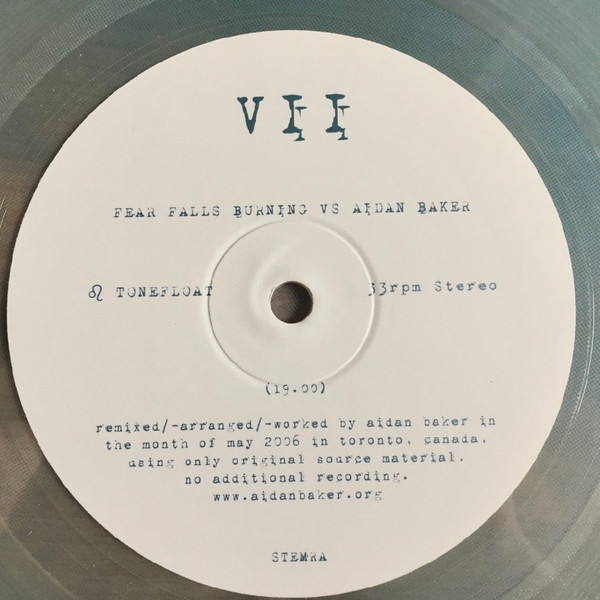 VII
FEAR FALLS BURNING VS AIDAN BAKER
♌ TONEFLOAT 33rpm Stereo
(19.00)
remixed/-arranged/-worked by aidan baker in
the month of may 2006 in toronto, canada,
using only original source material.
no additional recording.
www.aidanbaker.org
STEMRA